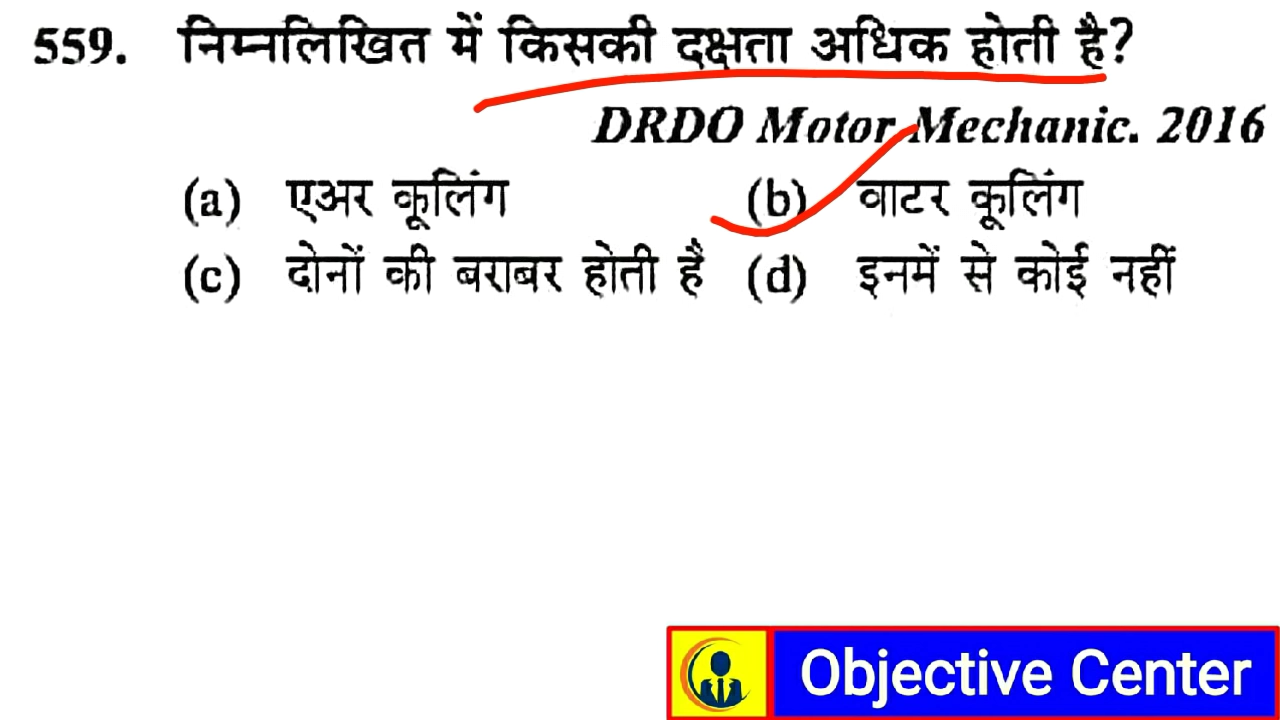 559. निम्नलिखित में किसकी दक्षता अधिक होती है?
DRDO Motor Mechanic. 2016
(a) एअर कूलिंग (b) वाटर कूलिंग
(c) दोनों की बराबर होती हैं (d) इनमें से कोई नहीं
Objective Center